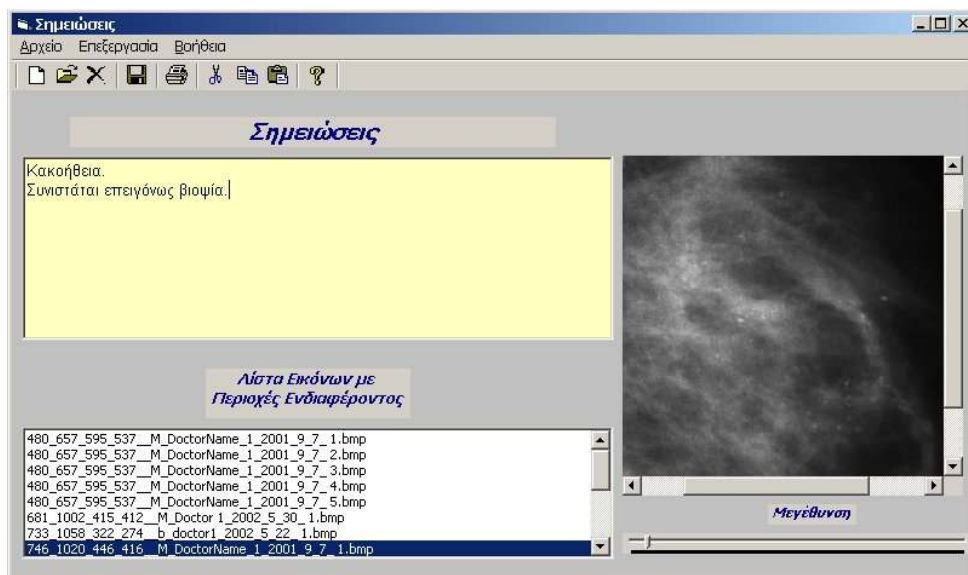 Σημειώσεις
Αρχείο Επεξεργασία Βοήθεια
Σημειώσεις
Κακοήθεια.
Συνιστάται επειγόνως βιοψία.
Λίστα Εικόνων με
Περιοχές Ενδιαφέροντος
480_657_595_537__M_DoctorName_1_2001_9_7_ 1.bmp
480_657_595_537__M_DoctorName_1_2001_9_7_ 2.bmp
480_657_595_537__M_DoctorName_1_2001_9_7_ 3.bmp
480_657_595_537__M_DoctorName_1_2001_9_7_ 4.bmp
480_657_595_537__M_DoctorName_1_2001_9_7_ 5.bmp
681_1002_415_412__M_Doctor 1_2002_5_30_ 1.bmp
733_1058_322_274__b_doctor1_2002_5_22_ 1.bmp
746_1020_446_416__M_DoctorName_1_2001_9_7_ 1.bmp
Μεγέθυνση